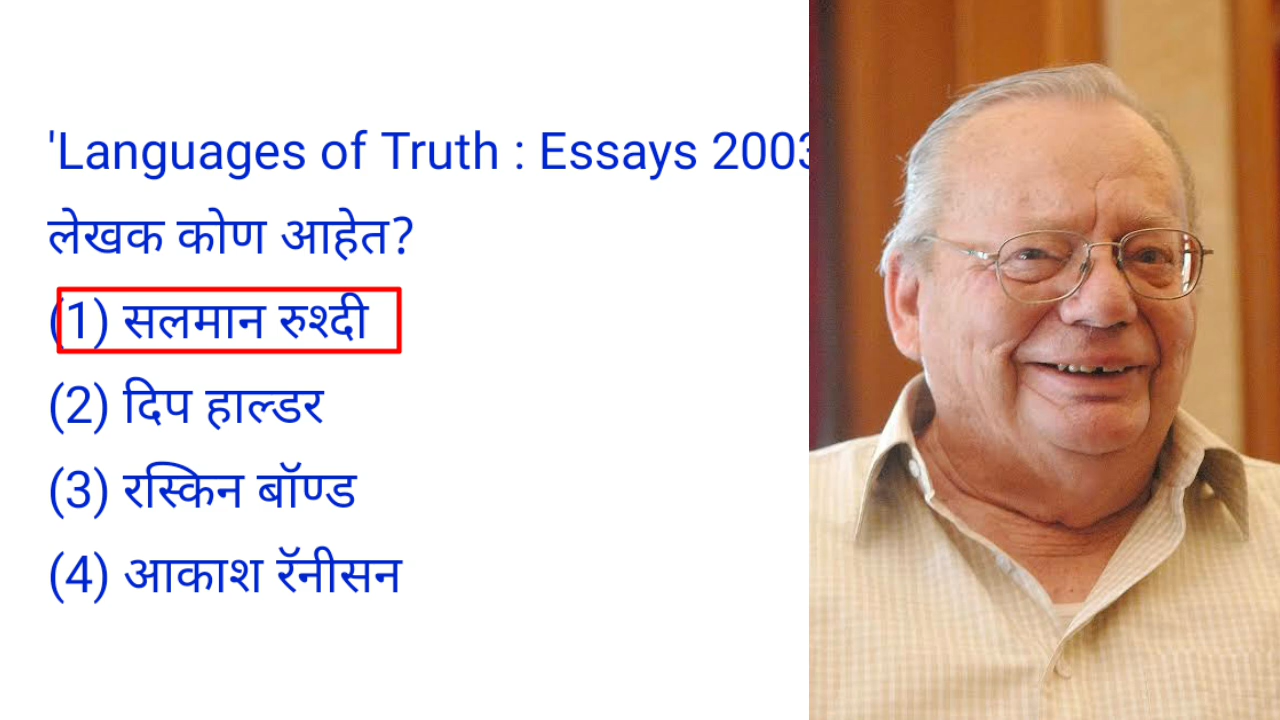 'Languages of Truth : Essays 2003
लेखक कोण आहेत?
(1) सलमान रुश्दी
(2) दिप हाल्डर
(3) रस्किन बॉण्ड
(4) आकाश रॅनीसन